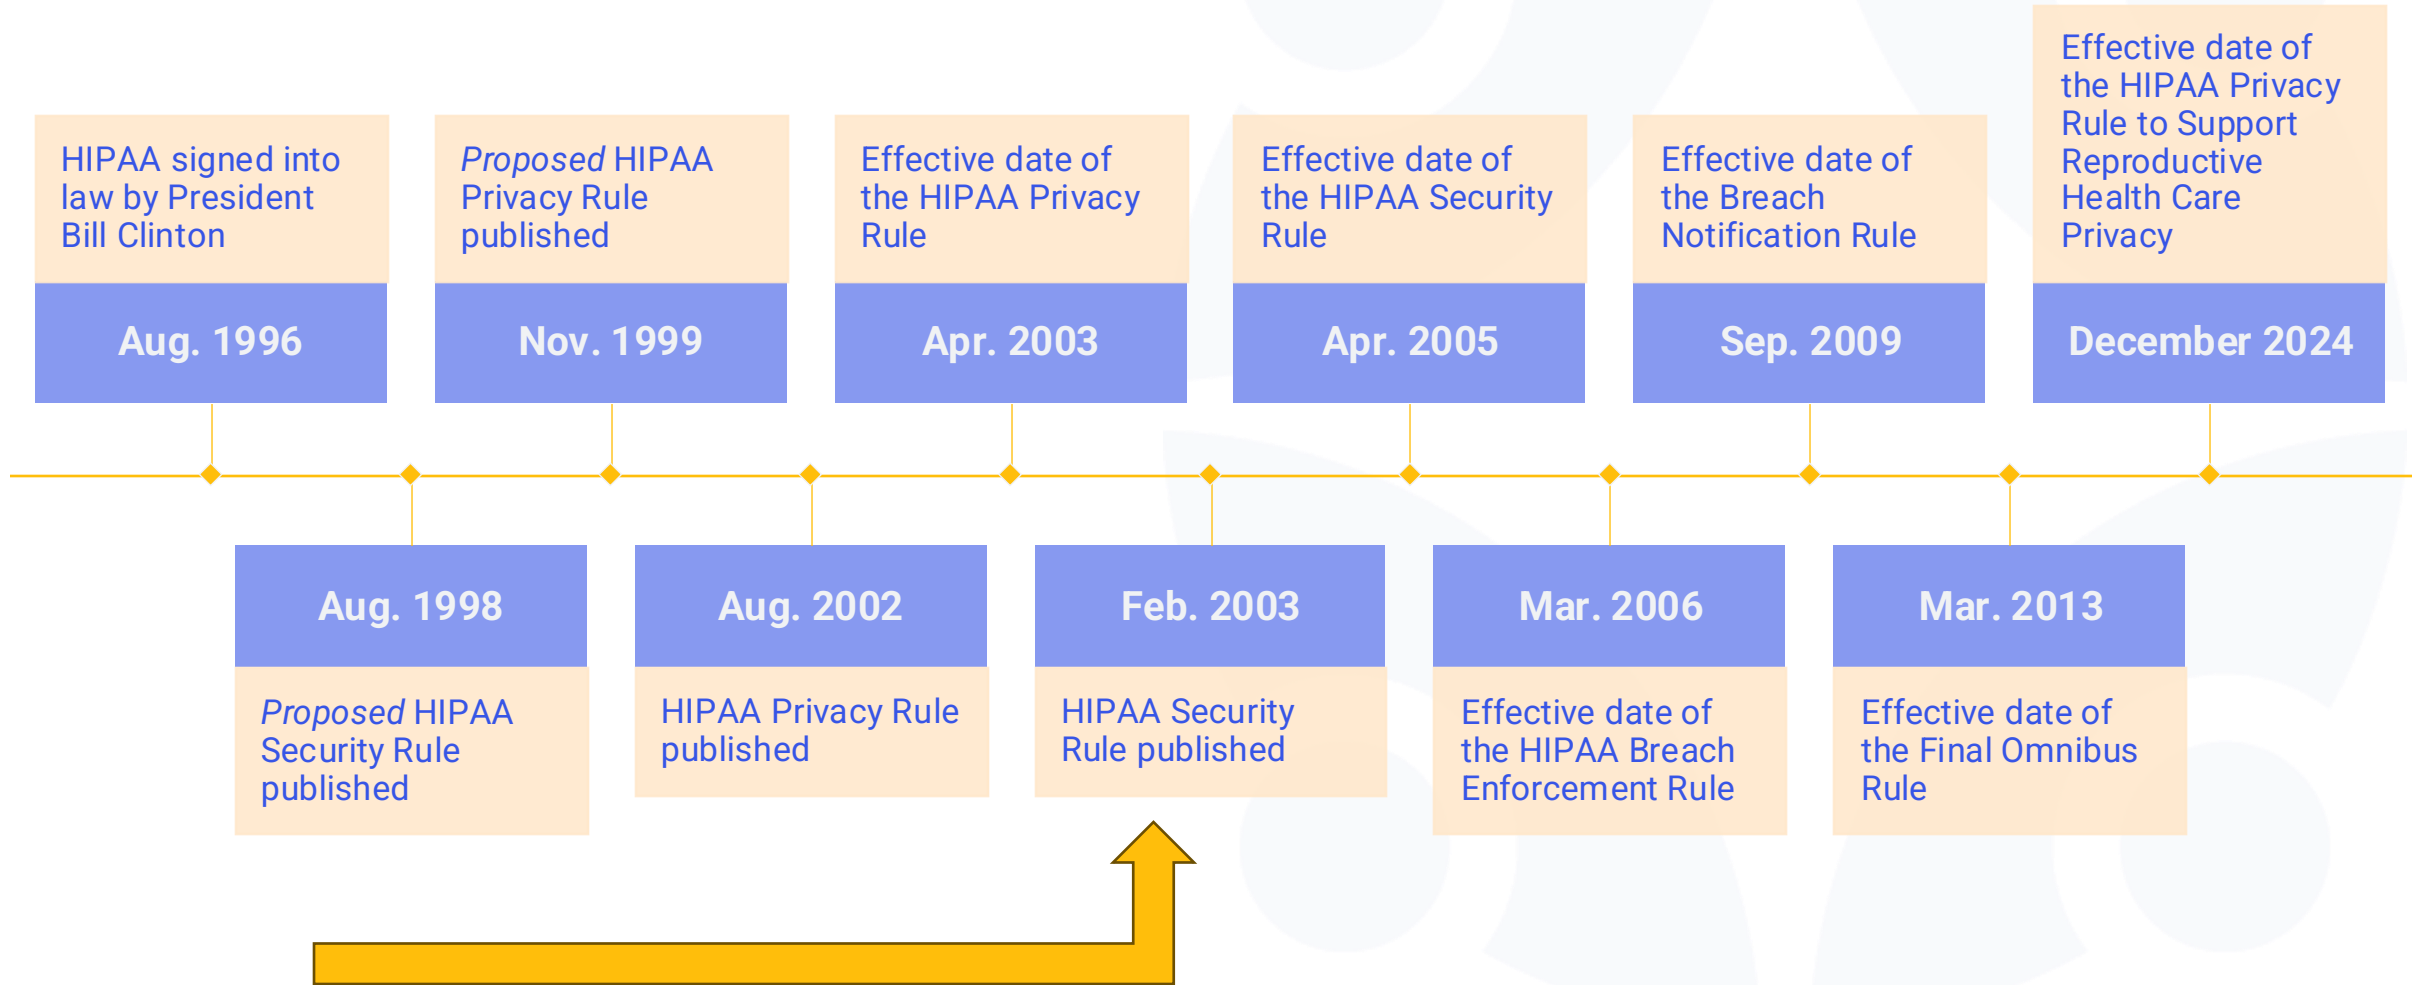 HIPAA signed into
law by President
Bill Clinton
Aug. 1996
Proposed HIPAA
Security Rule
published
Aug. 1998
Proposed HIPAA
Privacy Rule
published
Nov. 1999
Aug. 2002
HIPAA Privacy Rule
published
Effective date of
the HIPAA Privacy
Rule
Apr. 2003
Feb. 2003
HIPAA Security
Rule published
Effective date of
the HIPAA Security
Rule
Apr. 2005
Mar. 2006
Effective date of
the HIPAA Breach
Enforcement Rule
Effective date of
the Breach
Notification Rule
Sep. 2009
Mar. 2013
Effective date of
the Final Omnibus
Rule
Effective date of
the HIPAA Privacy
Rule to Support
Reproductive
Health Care
Privacy
December 2024